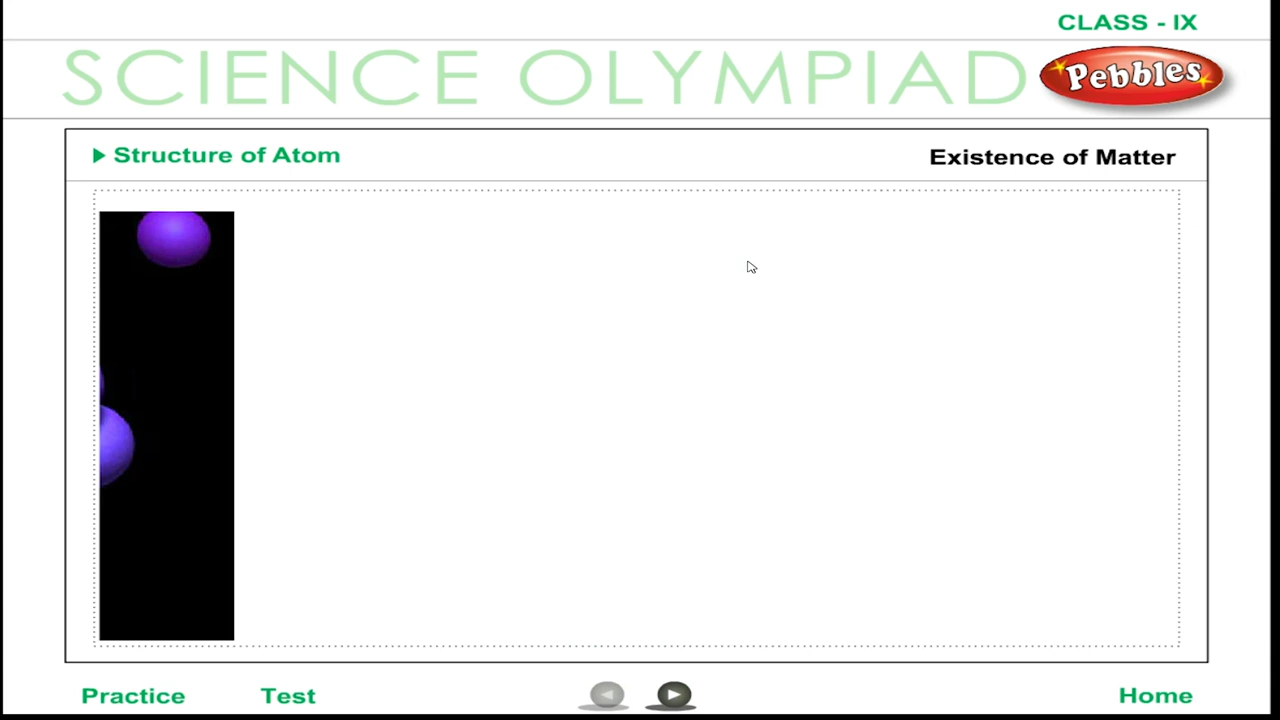 CLASS - IX
SCIENCE OLYMPIAD
Pebbles
Structure of Atom
Existence of Matter
Practice
Test
Home